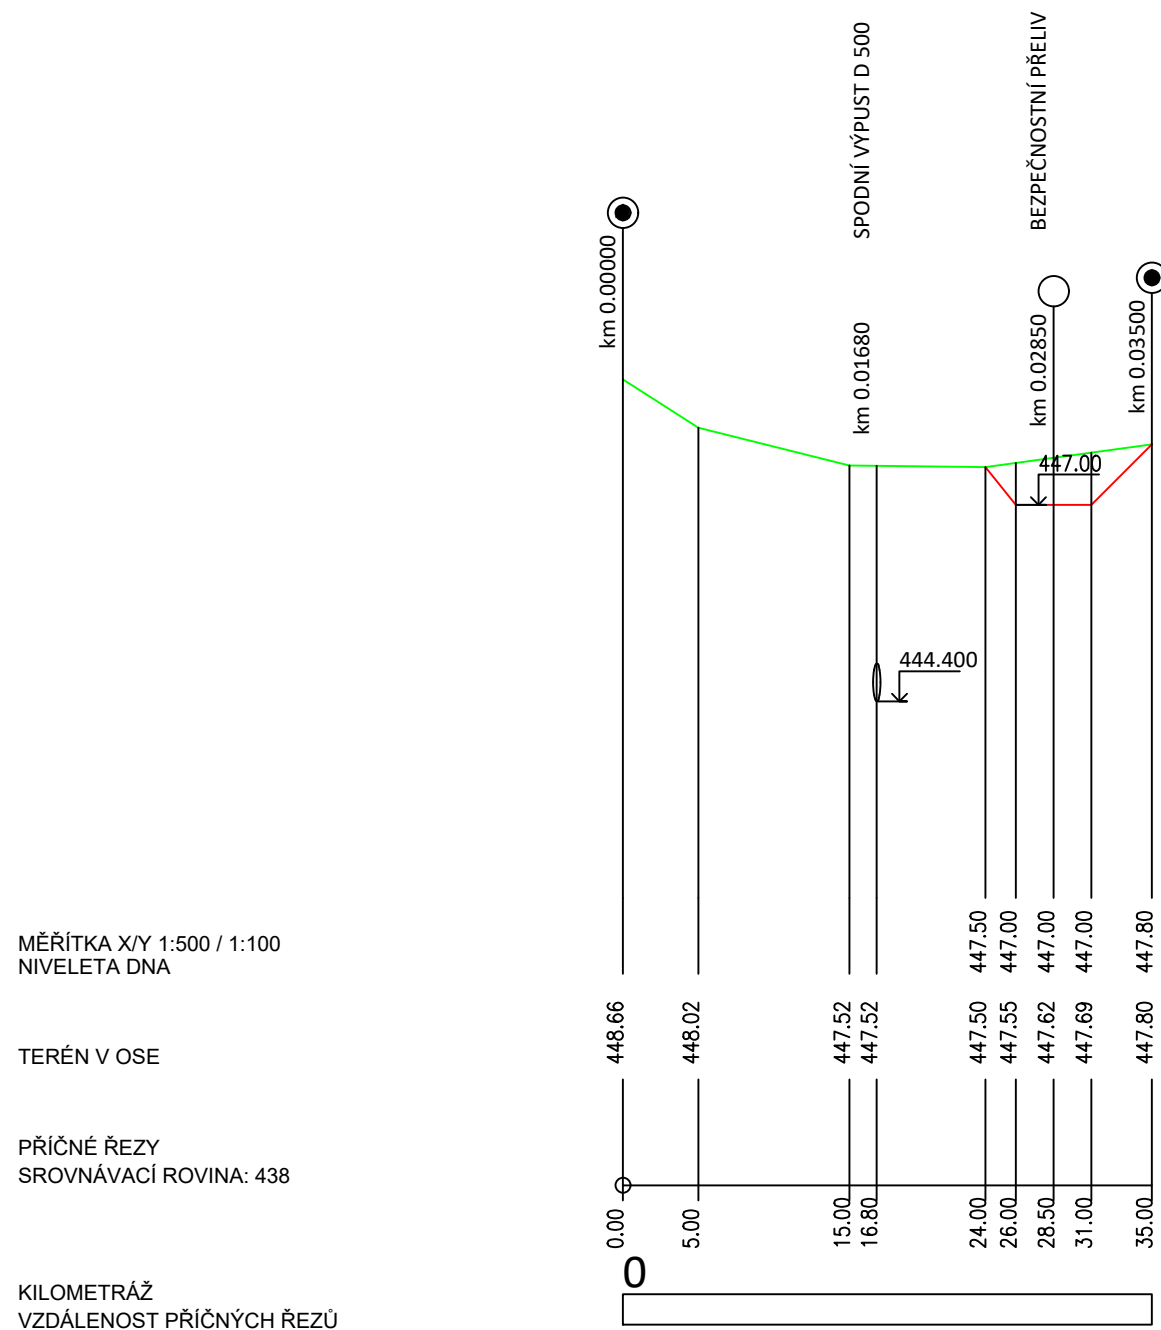 SPODNÍ VÝPUST D 500
BEZPEČNOSTNÍ PŘELIV
km 0.00000
km 0.01680
km 0.02850
km 0.03500
447.00
444.400
MĚŘÍTKA X/Y 1:500 / 1:100
NIVELETA DNA
447.50
447.00
447.00
447.00
447.80
TERÉN V OSE
448.66
448.02
447.52
447.52
447.50
447.55
447.62
447.69
447.80
PŘÍČNÉ ŘEZY
SROVNÁVACÍ ROVINA: 438
0.00
5.00
15.00
16.80
24.00
26.00
28.50
31.00
35.00
0
KILOMETRÁŽ
VZDÁLENOST PŘÍČNÝCH ŘEZŮ